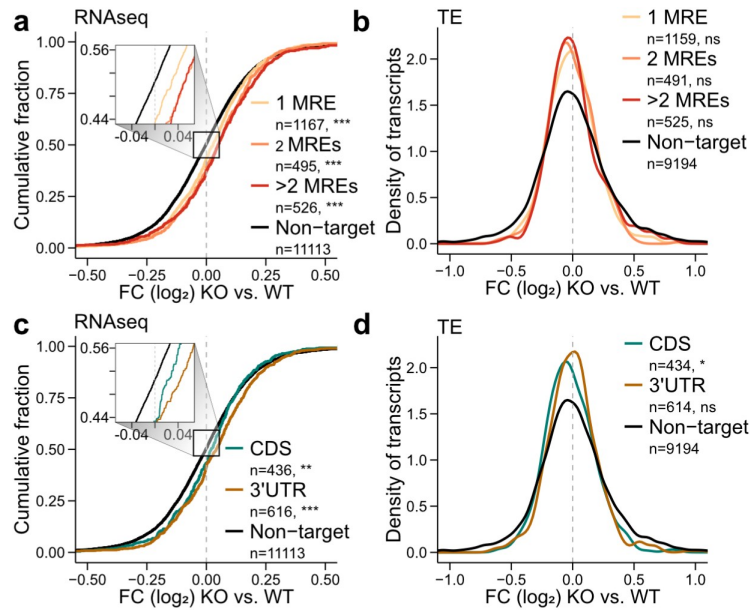 a
RNAseq
Cumulative fraction
1.00
0.75
0.50
0.25
0.00
0.56
0.44
-0.04
0.04
1 MRE
n=1167, ***
2 MREs
n=495, ***
>2 MREs
n=526, ***
Non-target
n=11113
−0.50
−0.25
0.00
0.25
0.50
FC (log₂) KO vs. WT
b
TE
Density of transcripts
2.0
1.5
1.0
0.5
0.0
1 MRE
n=1159, ns
2 MREs
n=491, ns
>2 MREs
n=525, ns
Non-target
n=9194
−1.0
−0.5
0.0
0.5
1.0
FC (log₂) KO vs. WT
c
RNAseq
Cumulative fraction
1.00
0.75
0.50
0.25
0.00
0.56
0.44
-0.04
0.04
CDS
n=436, **
3'UTR
n=616, ***
Non-target
n=11113
−0.50
−0.25
0.00
0.25
0.50
FC (log₂) KO vs. WT
d
TE
Density of transcripts
2.0
1.5
1.0
0.5
0.0
CDS
n=434, *
3'UTR
n=614, ns
Non-target
n=9194
−1.0
−0.5
0.0
0.5
1.0
FC (log₂) KO vs. WT